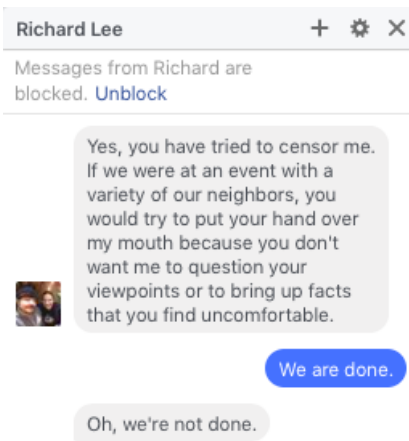 Richard Lee
Messages from Richard are
blocked. Unblock
Yes, you have tried to censor me.
If we were at an event with a
variety of our neighbors, you
would try to put your hand over
my mouth because you don't
want me to question your
viewpoints or to bring up facts
that you find uncomfortable.
We are done.
Oh, we're not done.